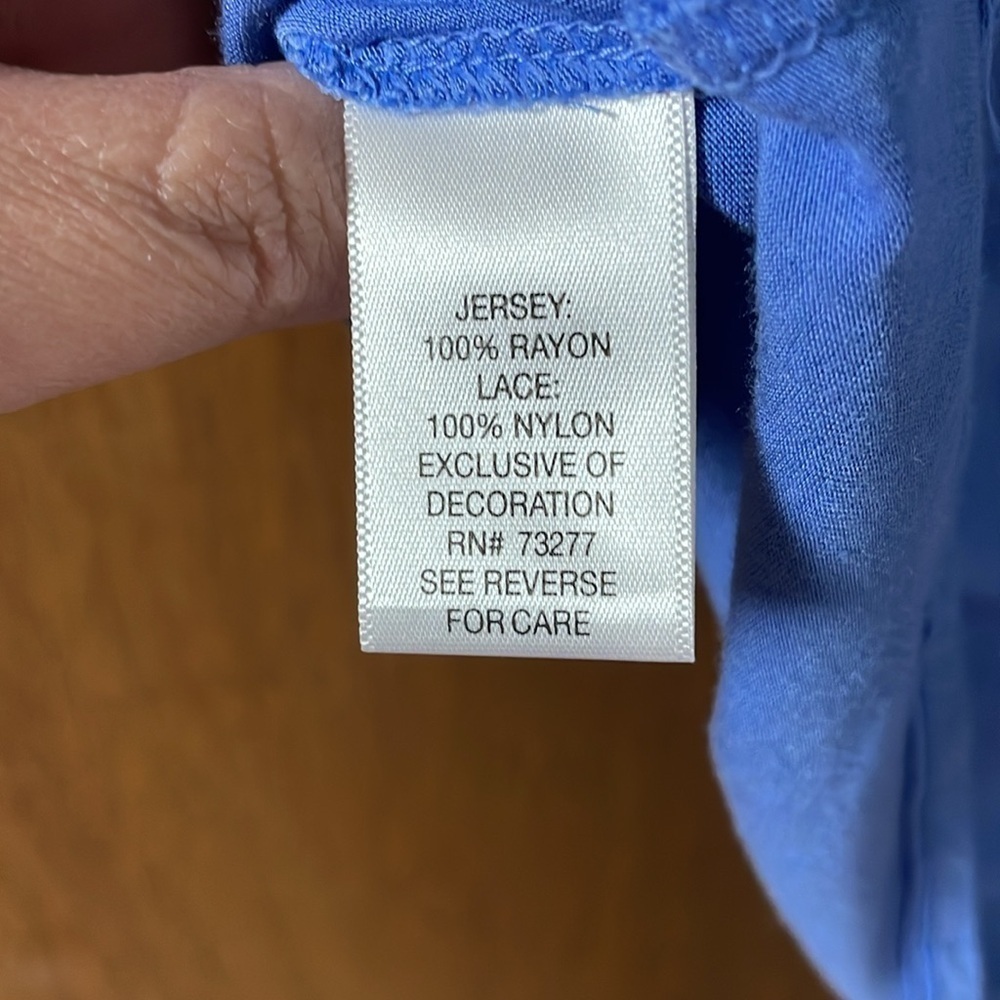 JERSEY:
100% RAYON
LACE:
100% NYLON
EXCLUSIVE OF
DECORATION
RN# 73277
SEE REVERSE
FOR CARE